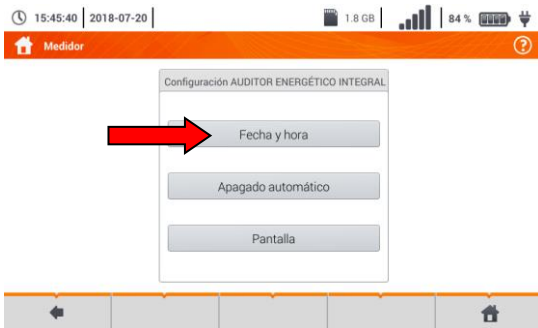 15:45:40 2018-07-20 1.8 GB 84 %
Medidor ?
Configuración AUDITOR ENERGÉTICO INTEGRAL
Fecha y hora
Apagado automático
Pantalla